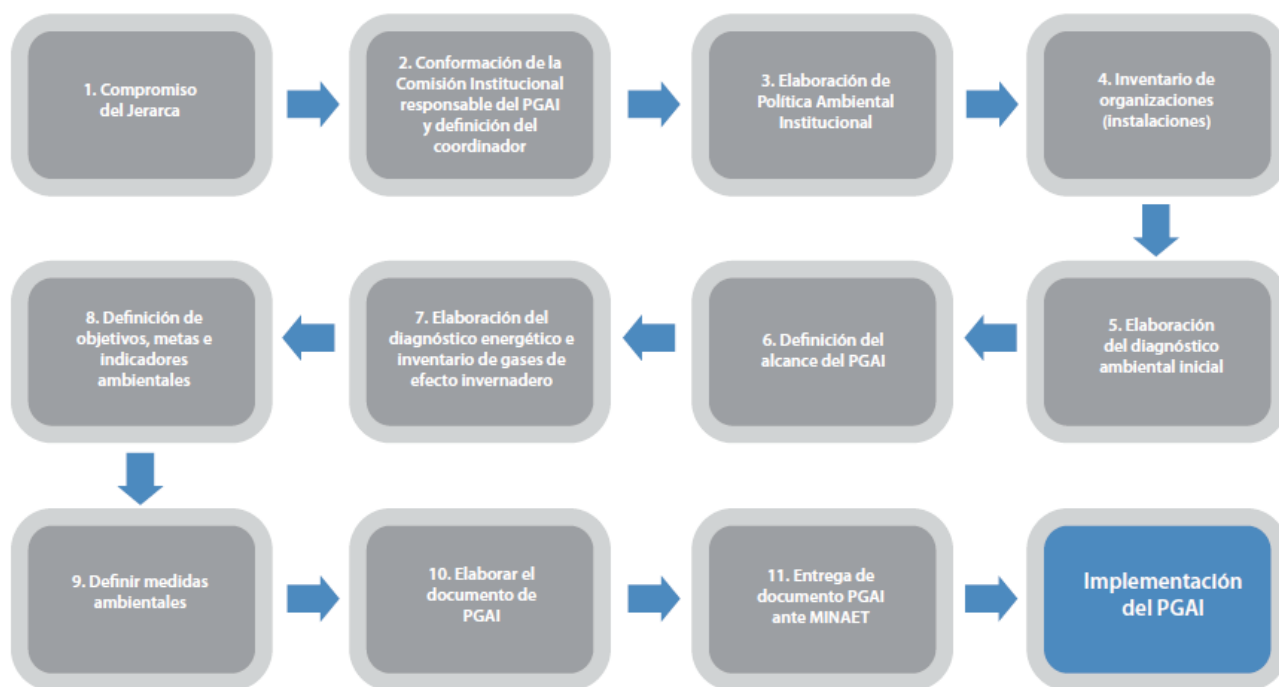 1. Compromiso
del Jerarca
2. Conformación de la
Comisión Institucional
responsable del PGAI
y definición del
coordinador
3. Elaboración de
Política Ambiental
Institucional
4. Inventario de
organizaciones
(instalaciones)
5. Elaboración
del diagnóstico
ambiental inicial
6. Definición del
alcance del PGAI
7. Elaboración del
diagnóstico energético e
inventario de gases de
efecto invernadero
8. Definición de
objetivos, metas e
indicadores
ambientales
9. Definir medidas
ambientales
10. Elaborar el
documento de
PGAI
11. Entrega de
documento PGAI
ante MINAET
Implementación
del PGAI